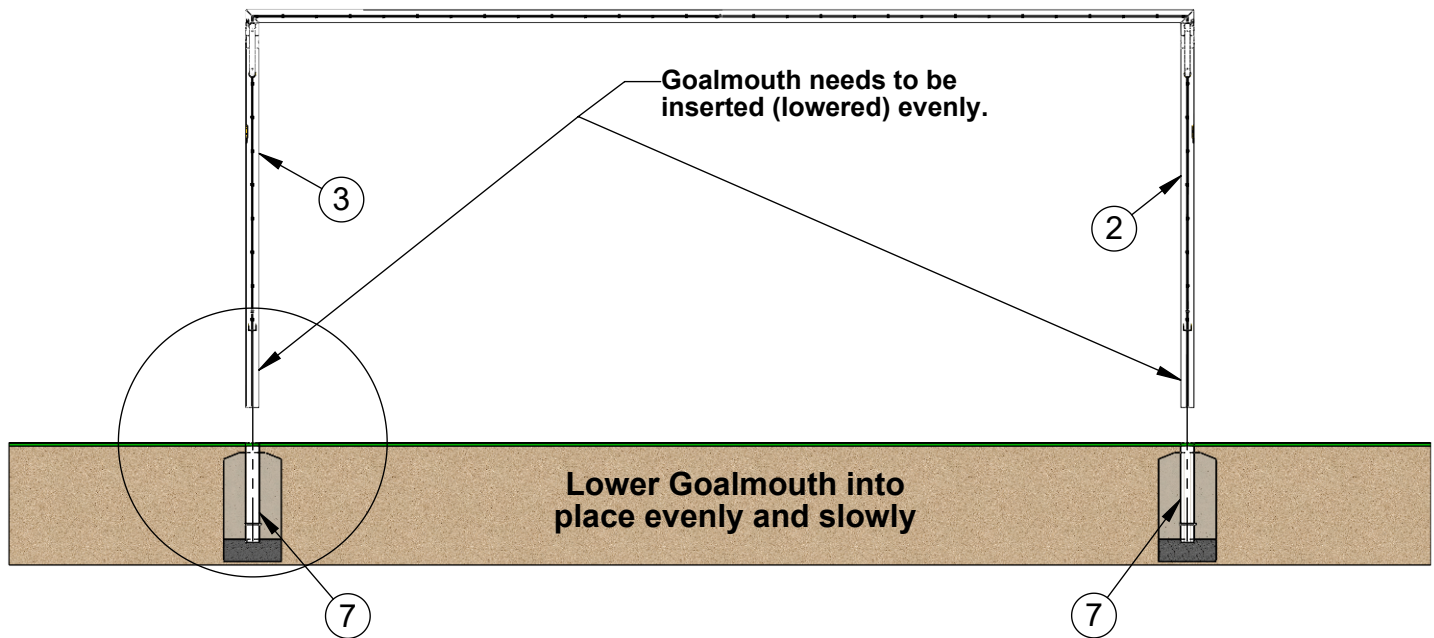 Goalmouth needs to be
inserted (lowered) evenly.
3
2
Lower Goalmouth into
place evenly and slowly
7
7